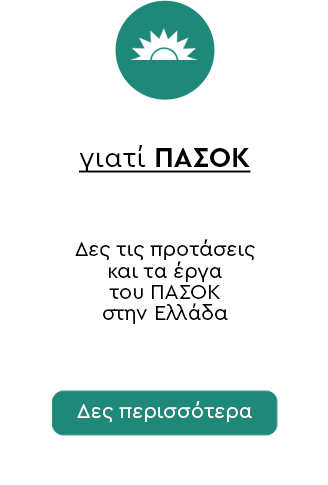 γιατί ΠΑΣΟΚ
Δες τις προτάσεις
και τα έργα
του ΠΑΣΟΚ
στην Ελλάδα
Δες περισσότερα